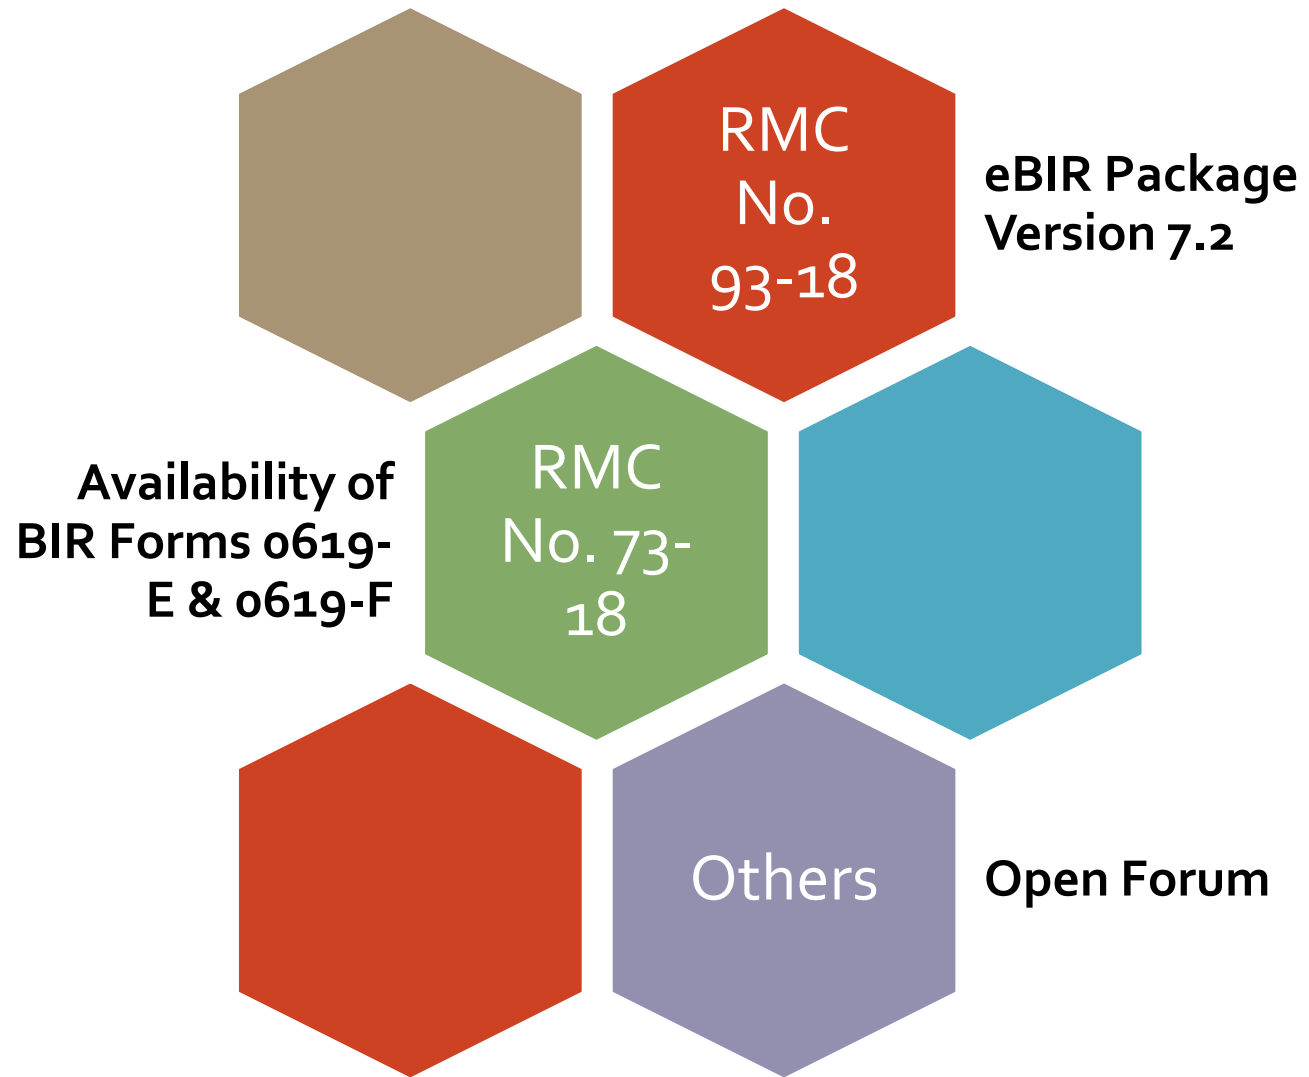 RMC
No.
93-18
eBIR Package
Version 7.2
Availability of
BIR Forms 0619-
E & 0619-F
RMC
No. 73-
18
Others
Open Forum